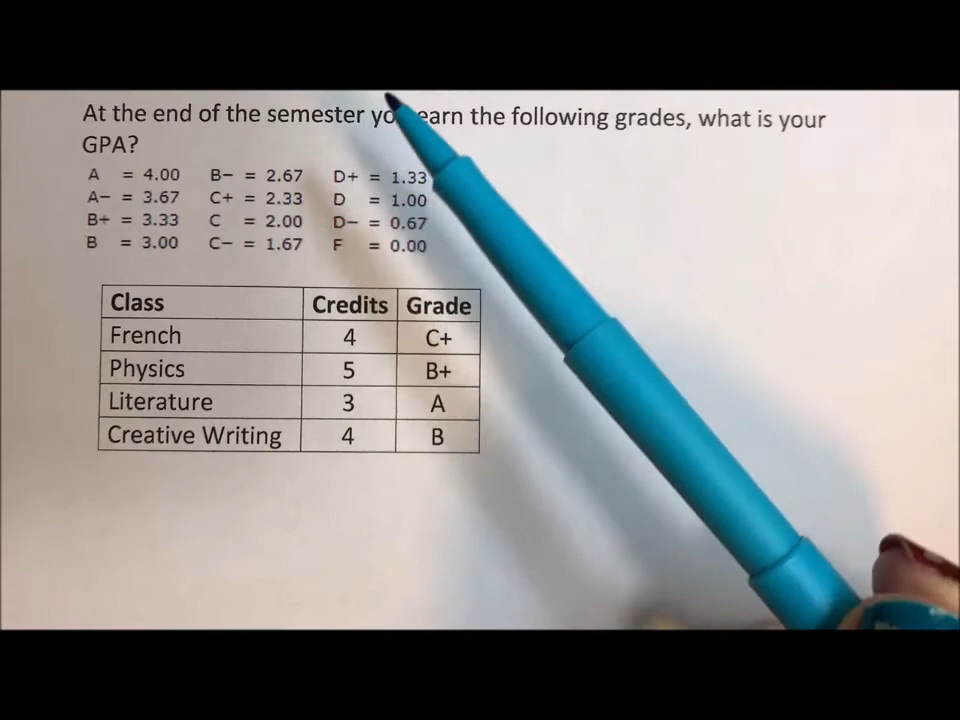 At the end of the semester yo earn the following grades, what is your
GPA?
A = 4.00 B– = 2.67 D+ = 1.33
A– = 3.67 C+ = 2.33 D = 1.00
B+ = 3.33 C = 2.00 D– = 0.67
B = 3.00 C– = 1.67 F = 0.00
Class Credits Grade
French 4 C+
Physics 5 B+
Literature 3 A
Creative Writing 4 B